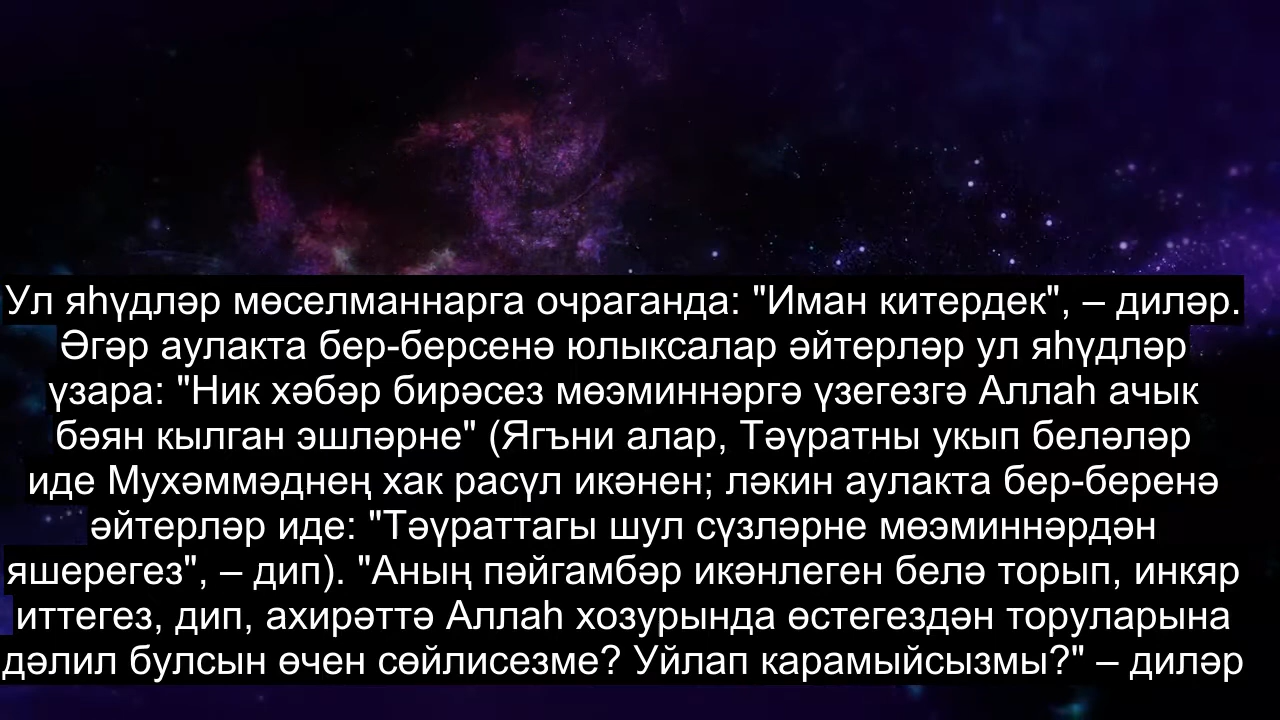 Ул яһүдләр мөселманнарга очраганда: "Иман китердек", – диләр.
Әгәр аулакта бер-берсенә юлыксалар әйтерләр ул яһүдләр
үзара: "Ник хәбәр бирәсез мөэминнәргә үзегезгә Аллаһ ачык
бәян кылган эшләрне" (Ягъни алар, Тәүратны укып беләләр
иде Мухәммәднең хак расүл икәнен; ләкин аулакта бер-беренә
әйтерләр иде: "Тәүраттагы шул сүзләрне мөэминнәрдән
яшерегез", – дип). "Аның пәйгамбәр икәнлеген белә торып, инкяр
иттегез, дип, ахирәттә Аллаһ хозурында өстегездән торуларына
дәлил булсын өчен сөйлисезме? Уйлап карамыйсызмы?" – диләр